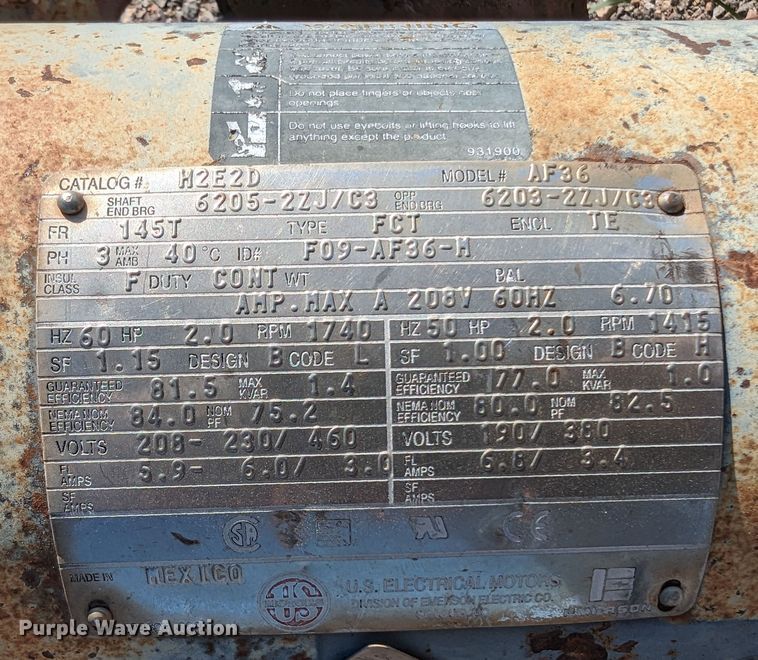 WARNING
Do not place fingers or objects into
openings.
Do not use eyebolts or lifting hooks to lift
anything except the product
931900
CATALOG # H2E2D MODEL# AF36
SHAFT END BRG 6205-2ZJ/C3 OPP END BRG 6203-2ZJ/C3
FR 145T TYPE FCT ENCL TE
PH 3 MAX AMB 40°C ID# F09-AF36-M
INSUL CLASS F DUTY CONT WT BAL
AMP.MAX A 208V 60HZ 6.70
HZ 60 HP 2.0 RPM 1740 HZ 50 HP 2.0 RPM 1415
SF 1.15 DESIGN B CODE L SF 1.00 DESIGN B CODE H
GUARANTEED EFFICIENCY 81.5 MAX KVAR 1.4 GUARANTEED EFFICIENCY 77.0 MAX KVAR 1.0
NEMA NOM EFFICIENCY 84.0 NOM PF 75.2 NEMA NOM EFFICIENCY 80.0 NOM PF 82.5
VOLTS 208- 230/ 460 VOLTS 190/ 380
FL AMPS 5.9- 6.0/ 3.0 FL AMPS 6.8/ 3.4
SF AMPS SF AMPS
MADE IN MEXICO U.S. ELECTRICAL MOTORS
DIVISION OF EMERSON ELECTRIC CO. EMERSON
Purple Wave Auction